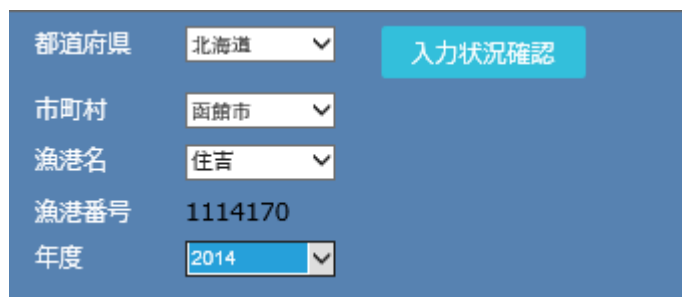 都道府県 北海道 入力状況確認
市町村 函館市
漁港名 住吉
漁港番号 1114170
年度 2014